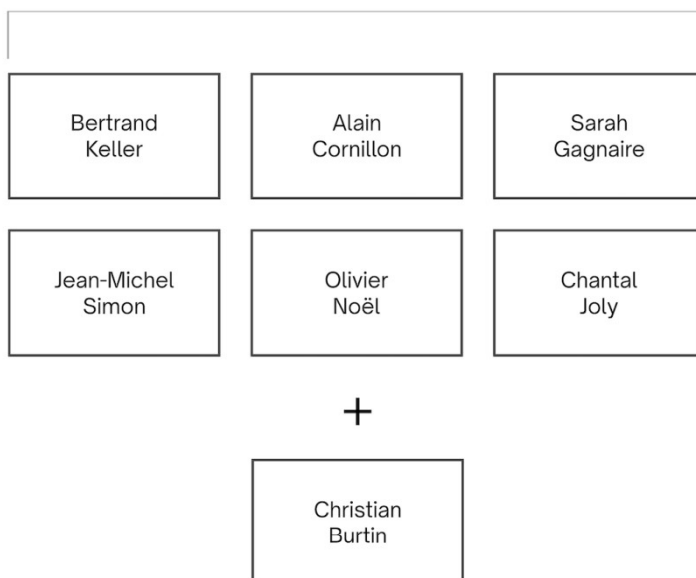 Bertrand
Keller
Alain
Cornillon
Sarah
Gagnaire
Jean-Michel
Simon
Olivier
Noël
Chantal
Joly
+
Christian
Burtin